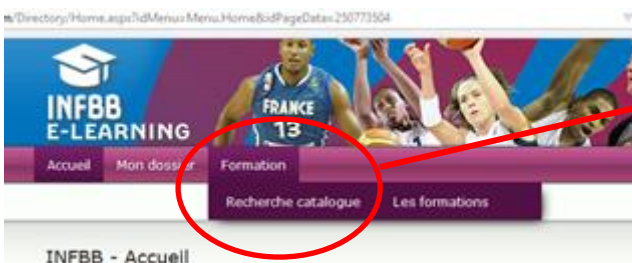 m/Directory/Home.aspx?idMenu=Menu.Home&idPageData=250773504
INFBB
E-LEARNING
FRANCE
13
Accueil Mon dossier Formation
Recherche catalogue Les formations
INFBB - Accueil